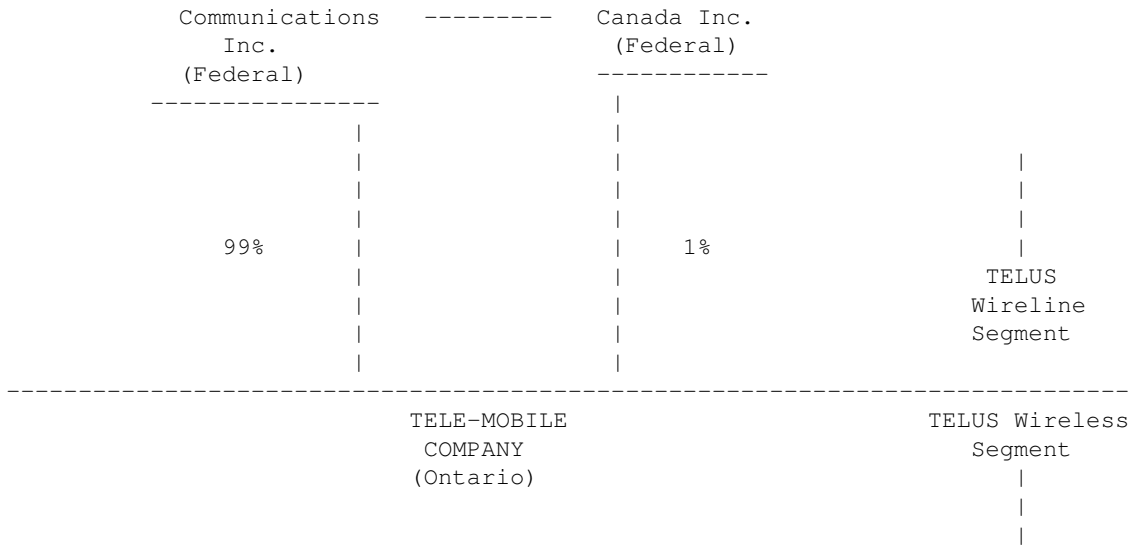 Communications --------- Canada Inc.
Inc. (Federal)
(Federal) ------------
----------------
99% 1%
TELUS
Wireline
Segment
------------------------------------------------------------------------------
TELE-MOBILE TELUS Wireless
COMPANY Segment
(Ontario)